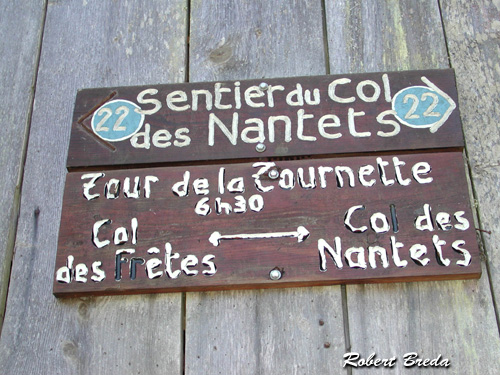 22 Sentier du Col 22
des Nantets
Tour de la Tournette
6h30
Col Col des
des Frêtes Nantets
Robert Breda